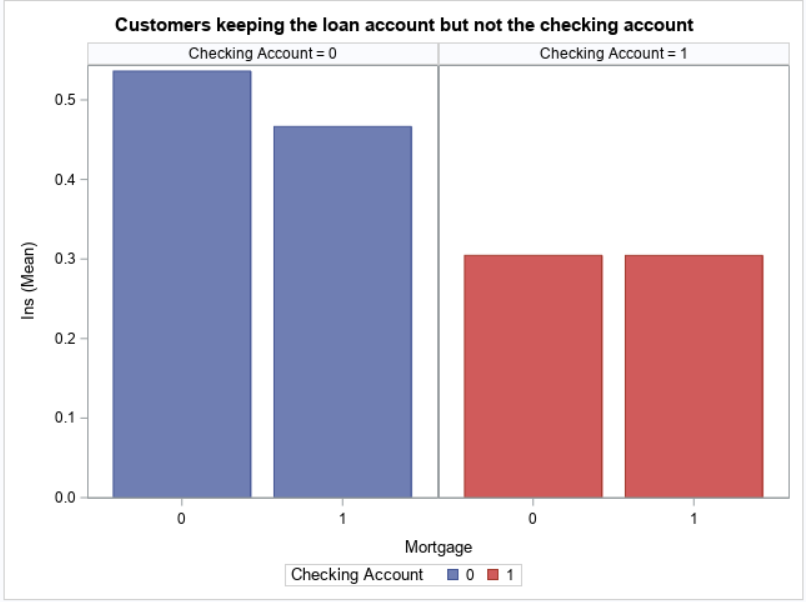 Customers keeping the loan account but not the checking account
Checking Account = 0
Checking Account = 1
Ins (Mean)
0.5
0.4
0.3
0.2
0.1
0.0
0
1
0
1
Mortgage
Checking Account 0 1